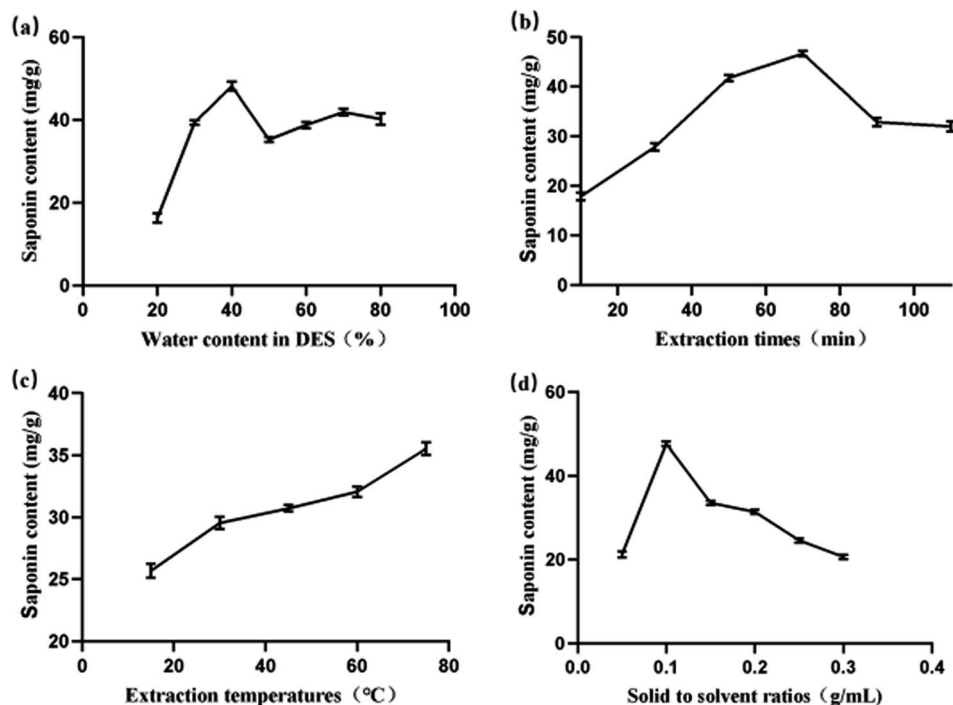 (a)
Saponin content (mg/g)
60
40
20
0
0 20 40 60 80 100
Water content in DES（%）
(b)
Saponin content (mg/g)
50
40
30
20
10
0
20 40 60 80 100
Extraction times（min）
(c)
Saponin content (mg/g)
40
35
30
25
20
0 20 40 60 80
Extraction temperatures（℃）
(d)
Saponin content (mg/g)
60
40
20
0
0.0 0.1 0.2 0.3 0.4
Solid to solvent ratios（g/mL）